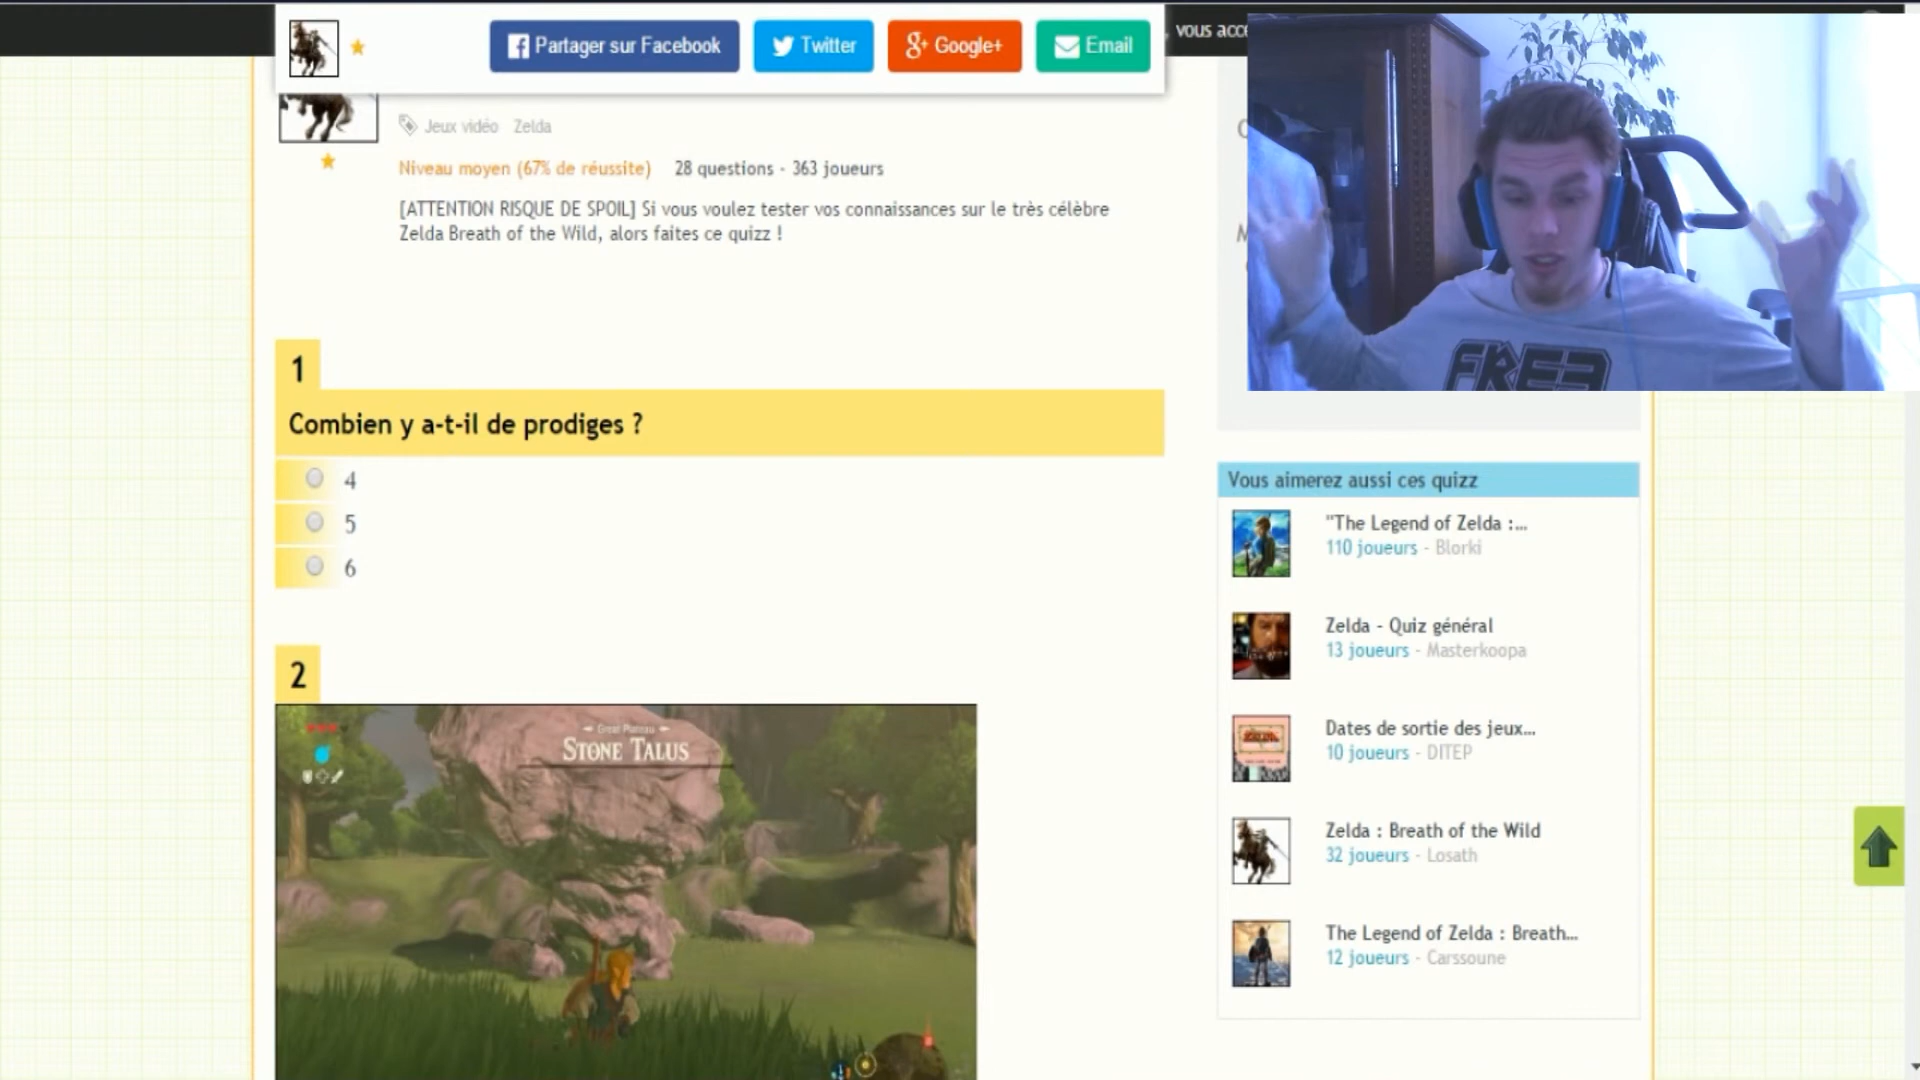 Partager sur Facebook
Twitter
g+ Google+
Email
, vous acc
Jeux vidéo Zelda
Niveau moyen (67% de réussite) 28 questions - 363 joueurs
[ATTENTION RISQUE DE SPOIL] Si vous voulez tester vos connaissances sur le très célèbre
Zelda Breath of the Wild, alors faites ce quizz !
1
Combien y a-t-il de prodiges ?
4
5
6
2
Great Plateau
STONE TALUS
FREE
Vous aimerez aussi ces quizz
"The Legend of Zelda :...
110 joueurs - Blorki
Zelda - Quiz général
13 joueurs - Masterkoopa
Dates de sortie des jeux...
10 joueurs - DITEP
Zelda : Breath of the Wild
32 joueurs - Losath
The Legend of Zelda : Breath...
12 joueurs - Carssoune